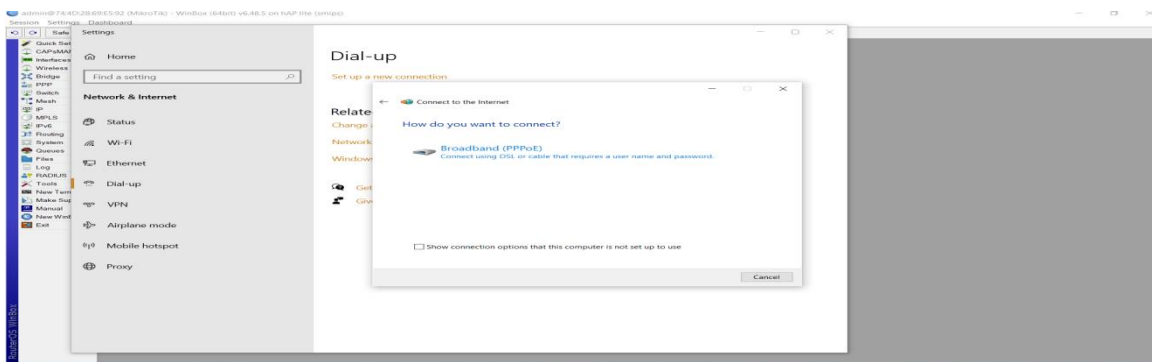 admin@74:4D:28:69:E5:92 (MikroTik) - WinBox (64bit) v6.48.5 on hAP lite (smips)
Session Settings Dashboard
Safe
Quick Set
CAPsMAN
Interfaces
Wireless
Bridge
PPP
Switch
Mesh
IP
MPLS
IPv6
Routing
System
Queues
Files
Log
RADIUS
Tools
New Term
Make Sup
Manual
New WinB
Exit
RouterOS WinBox
Settings
Home
Find a setting
Network & Internet
Status
Wi-Fi
Ethernet
Dial-up
VPN
Airplane mode
Mobile hotspot
Proxy
Dial-up
Set up a new connection
Relate
Change
Network
Window
Get
Giv
Connect to the Internet
How do you want to connect?
Broadband (PPPoE)
Connect using DSL or cable that requires a user name and password.
Show connection options that this computer is not set up to use
Cancel